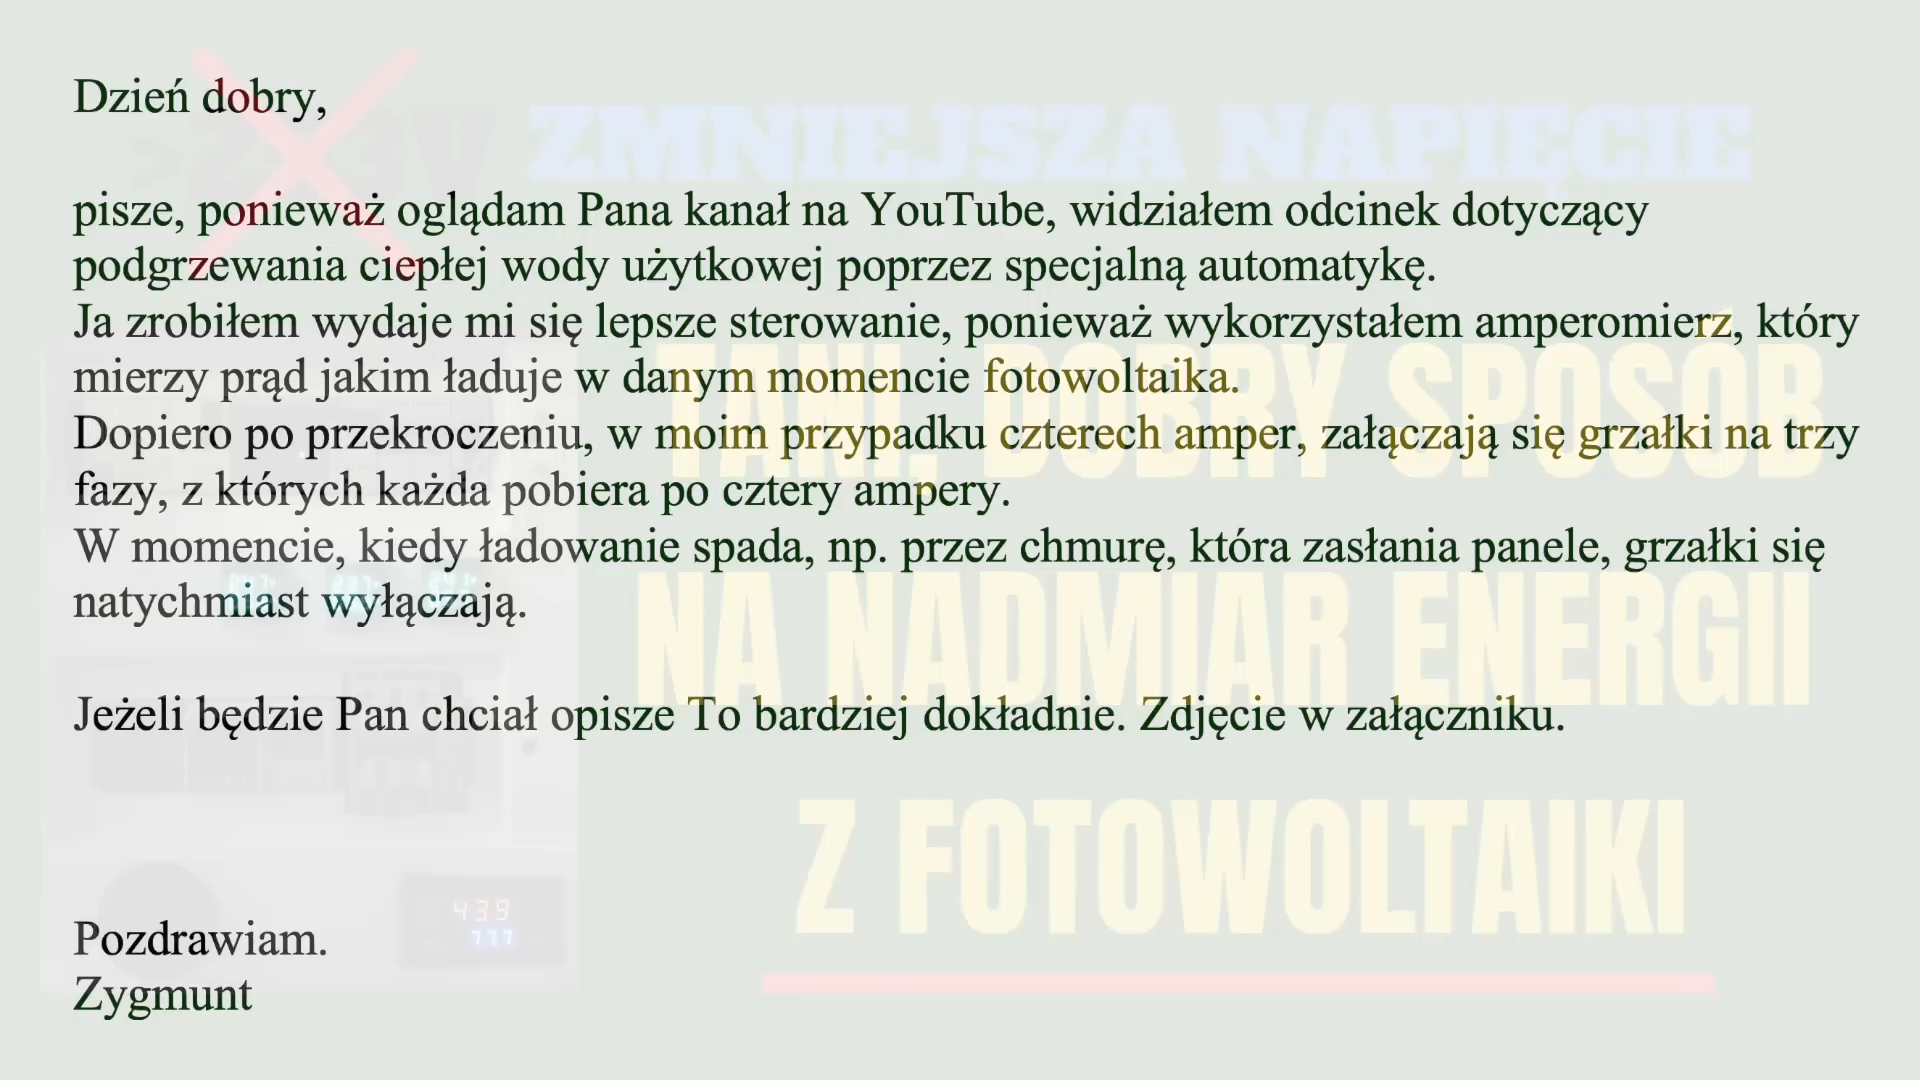 Dzień dobry,
ZMNIEJSZA NAPIĘCIE
pisze, ponieważ oglądam Pana kanał na YouTube, widziałem odcinek dotyczący
podgrzewania ciepłej wody użytkowej poprzez specjalną automatykę.
Ja zrobiłem wydaje mi się lepsze sterowanie, ponieważ wykorzystałem amperomierz, który
mierzy prąd jakim ładuje w danym momencie fotowoltaika.
TANI, DOBRY SPOSÓB
Dopiero po przekroczeniu, w moim przypadku czterech amper, załączają się grzałki na trzy
fazy, z których każda pobiera po cztery ampery.
W momencie, kiedy ładowanie spada, np. przez chmurę, która zasłania panele, grzałki się
natychmiast wyłączają.
NA NADMIAR ENERGII
Jeżeli będzie Pan chciał opisze To bardziej dokładnie. Zdjęcie w załączniku.
Z FOTOWOLTAIKI
439
777
Pozdrawiam.
Zygmunt